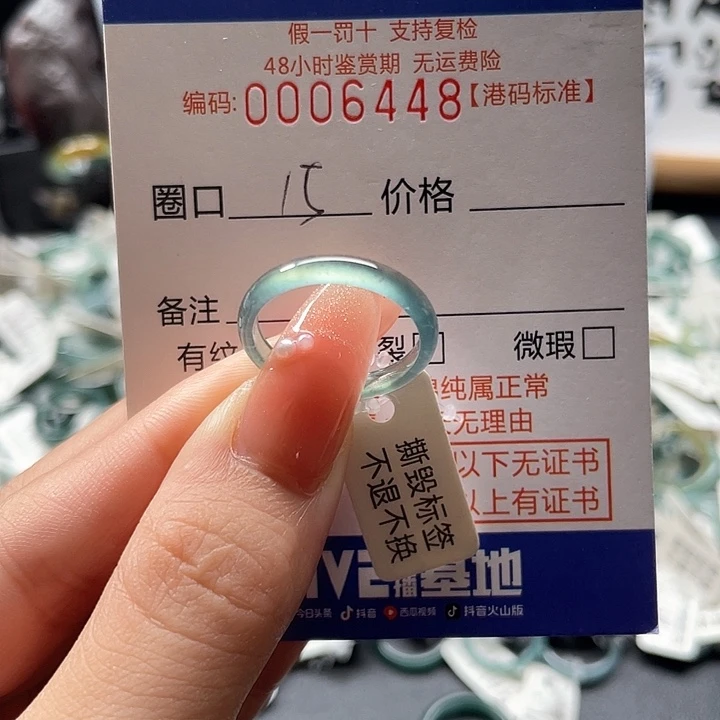 假一罚十 支持复检
48小时鉴赏期 无运费险
编码:0006448【港码标准】
圈口 15 价格
备注
有纹 裂 微瑕
纯属正常
无理由
以下无证书
以上有证书
撕毁标签
不退不换
播基地
今日头条 抖音 西瓜视频 抖音火山版